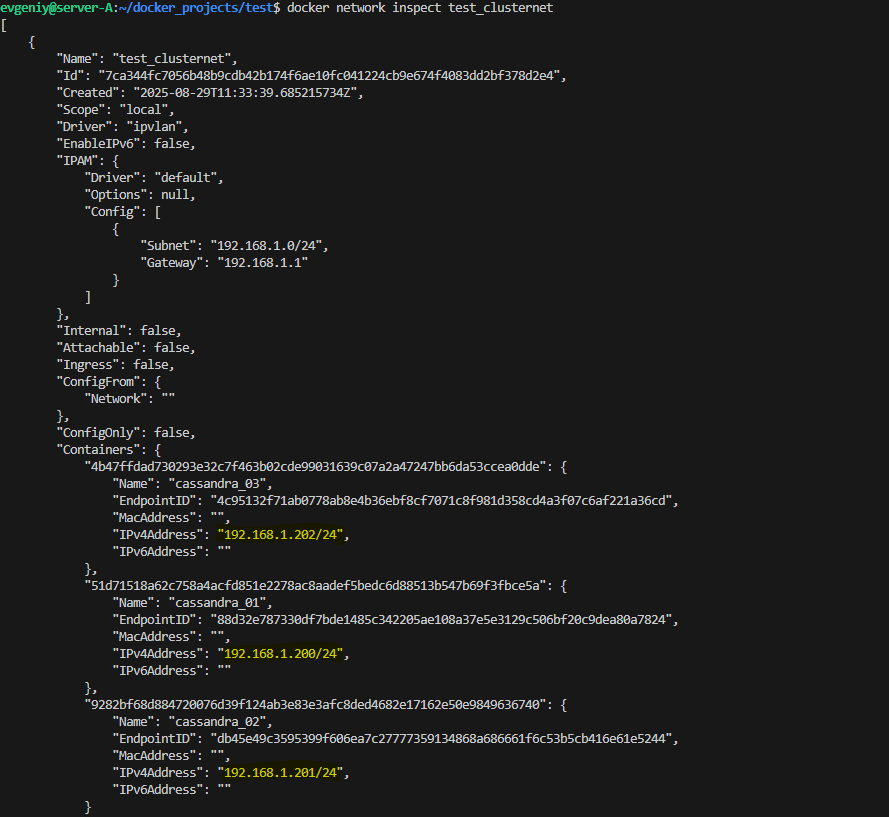 evgeniy@server-A:~/docker_projects/test$ docker network inspect test_clusternet
[
    {
        "Name": "test_clusternet",
        "Id": "7ca344fc7056b48b9cdb42b174f6ae10fc041224cb9e674f4083dd2bf378d2e4",
        "Created": "2025-08-29T11:33:39.685215734Z",
        "Scope": "local",
        "Driver": "ipvlan",
        "EnableIPv6": false,
        "IPAM": {
            "Driver": "default",
            "Options": null,
            "Config": [
                {
                    "Subnet": "192.168.1.0/24",
                    "Gateway": "192.168.1.1"
                }
            ]
        },
        "Internal": false,
        "Attachable": false,
        "Ingress": false,
        "ConfigFrom": {
            "Network": ""
        },
        "ConfigOnly": false,
        "Containers": {
            "4b47ffdad730293e32c7f463b02cde99031639c07a2a47247bb6da53ccea0dde": {
                "Name": "cassandra_03",
                "EndpointID": "4c95132f71ab0778ab8e4b36ebf8cf7071c8f981d358cd4a3f07c6af221a36cd",
                "MacAddress": "",
                "IPv4Address": "192.168.1.202/24",
                "IPv6Address": ""
            },
            "51d71518a62c758a4acfd851e2278ac8aadef5bedc6d88513b547b69f3fbce5a": {
                "Name": "cassandra_01",
                "EndpointID": "88d32e787330df7bde1485c342205ae108a37e5e3129c506bf20c9dea80a7824",
                "MacAddress": "",
                "IPv4Address": "192.168.1.200/24",
                "IPv6Address": ""
            },
            "9282bf68d884720076d39f124ab3e83e3afc8ded4682e17162e50e9849636740": {
                "Name": "cassandra_02",
                "EndpointID": "db45e49c3595399f606ea7c27777359134868a686661f6c53b5cb416e61e5244",
                "MacAddress": "",
                "IPv4Address": "192.168.1.201/24",
                "IPv6Address": ""
            }